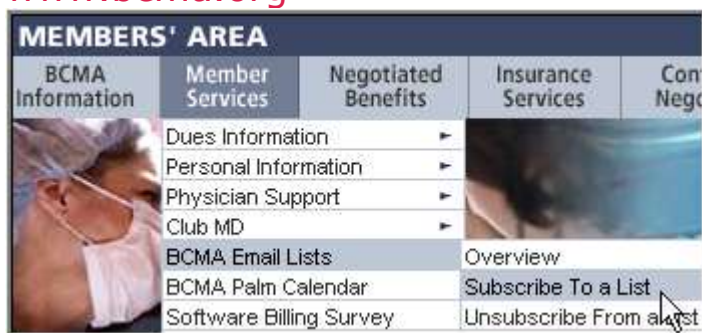 MEMBERS' AREA
BCMA Information
Member Services
Negotiated Benefits
Insurance Services
Dues Information
Personal Information
Physician Support
Club MD
BCMA Email Lists
Overview
BCMA Palm Calendar
Subscribe To a List
Software Billing Survey
Unsubscribe From a List